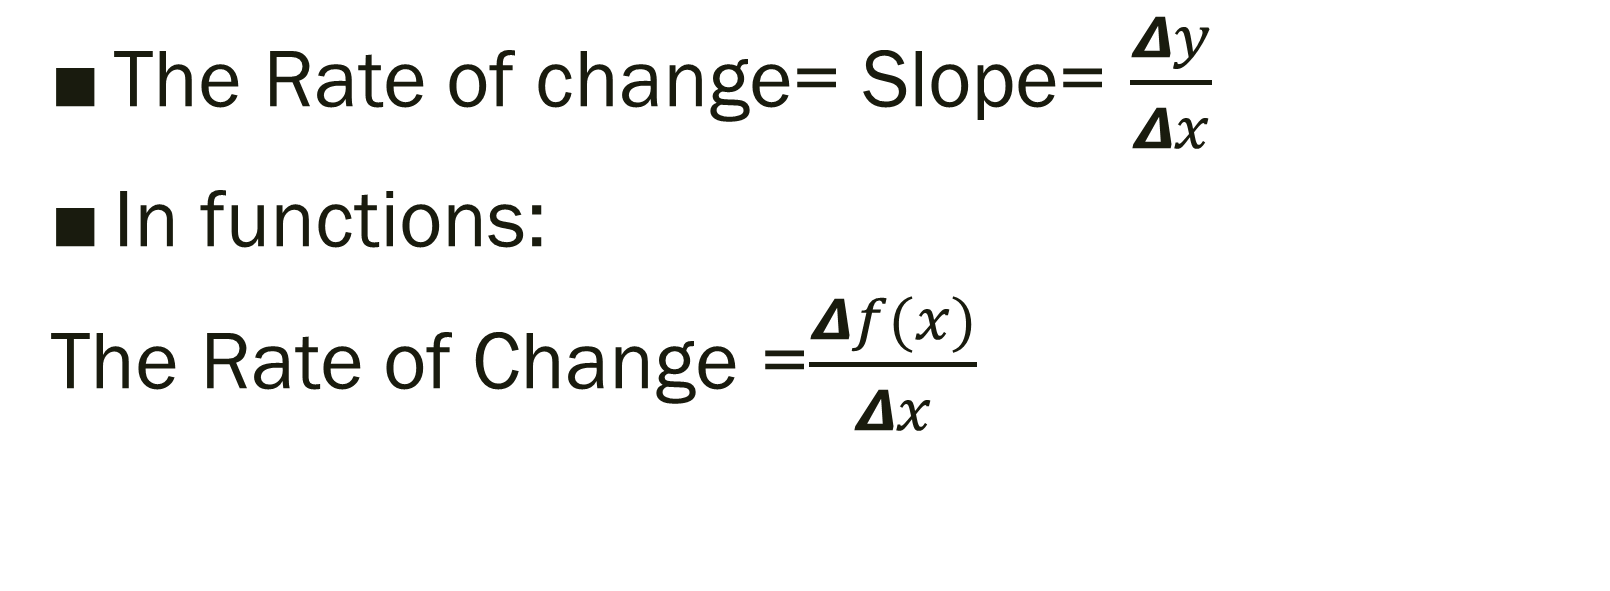 ■ The Rate of change= Slope= 𝜟𝑦/𝜟𝑥
■ In functions:
The Rate of Change =𝜟𝑓(𝑥)/𝜟𝑥